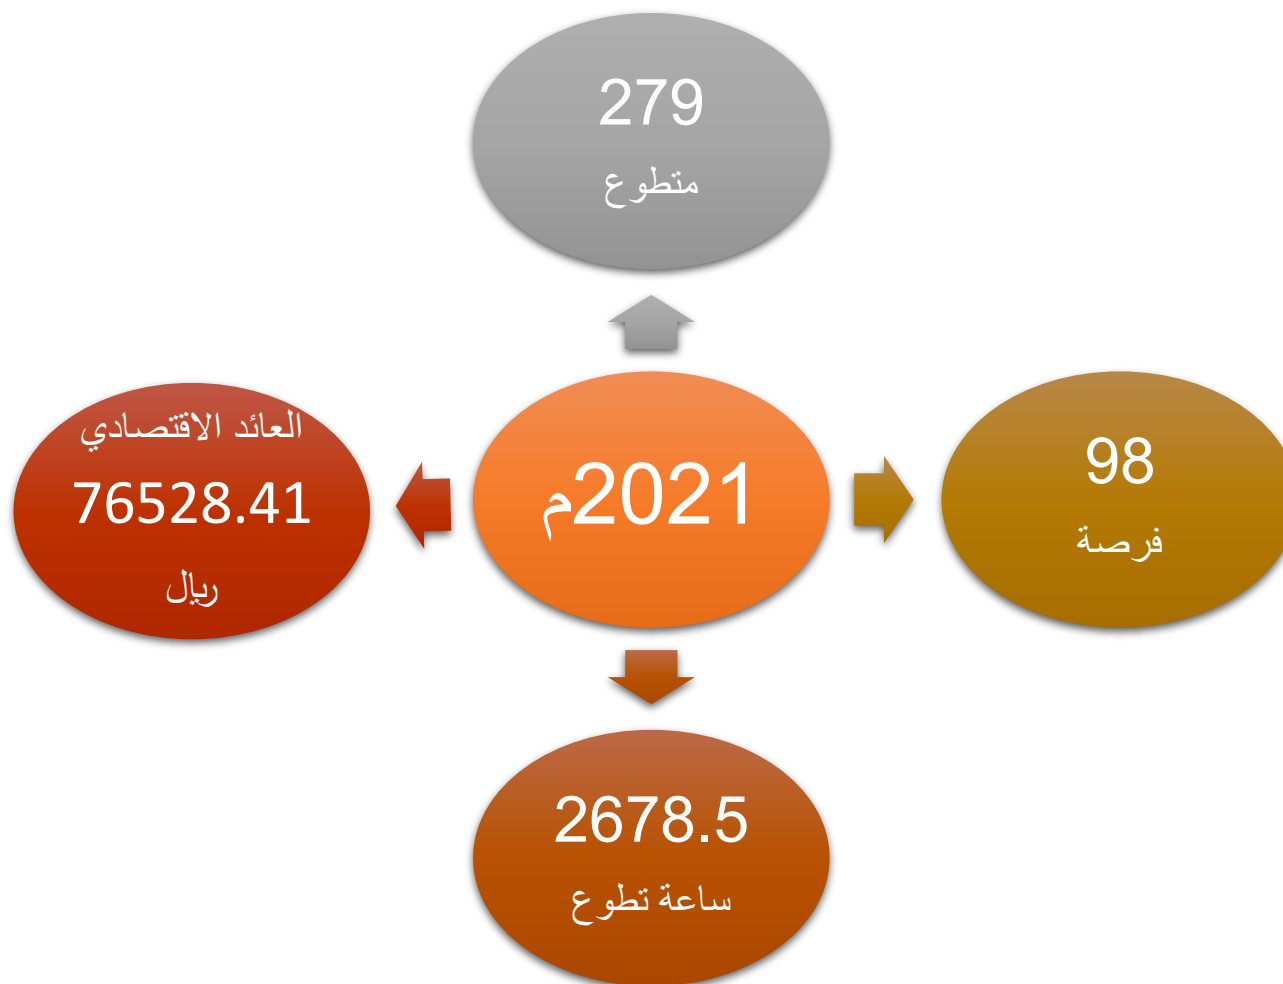 279
متطوع
2021م
98
فرصة
2678.5
ساعة تطوع
العائد الاقتصادي
76528.41
ريال